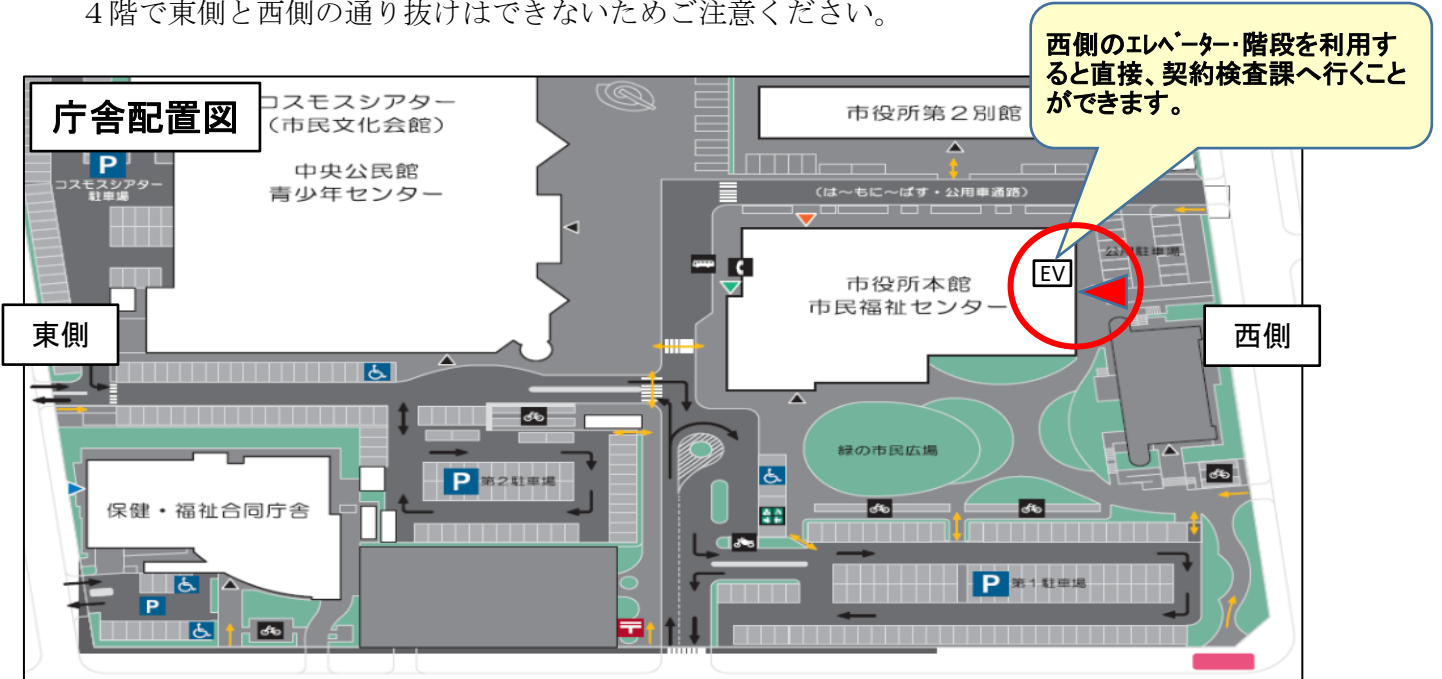 ４階で東側と西側の通り抜けはできないためご注意ください。
西側のｴﾚﾍﾞｰﾀｰ･階段を利用す
ると直接、契約検査課へ行くこと
ができます。
庁舎配置図
コスモスシアター
（市民文化会館）
中央公民館
青少年センター
市役所第２別館
P
コスモスシアター
駐車場
（は〜もに〜ばす・公用車通路）
公用駐車場
EV
市役所本館
市民福祉センター
東側
西側
緑の市民広場
P 第２駐車場
保健・福祉合同庁舎
P 第１駐車場
P
〒